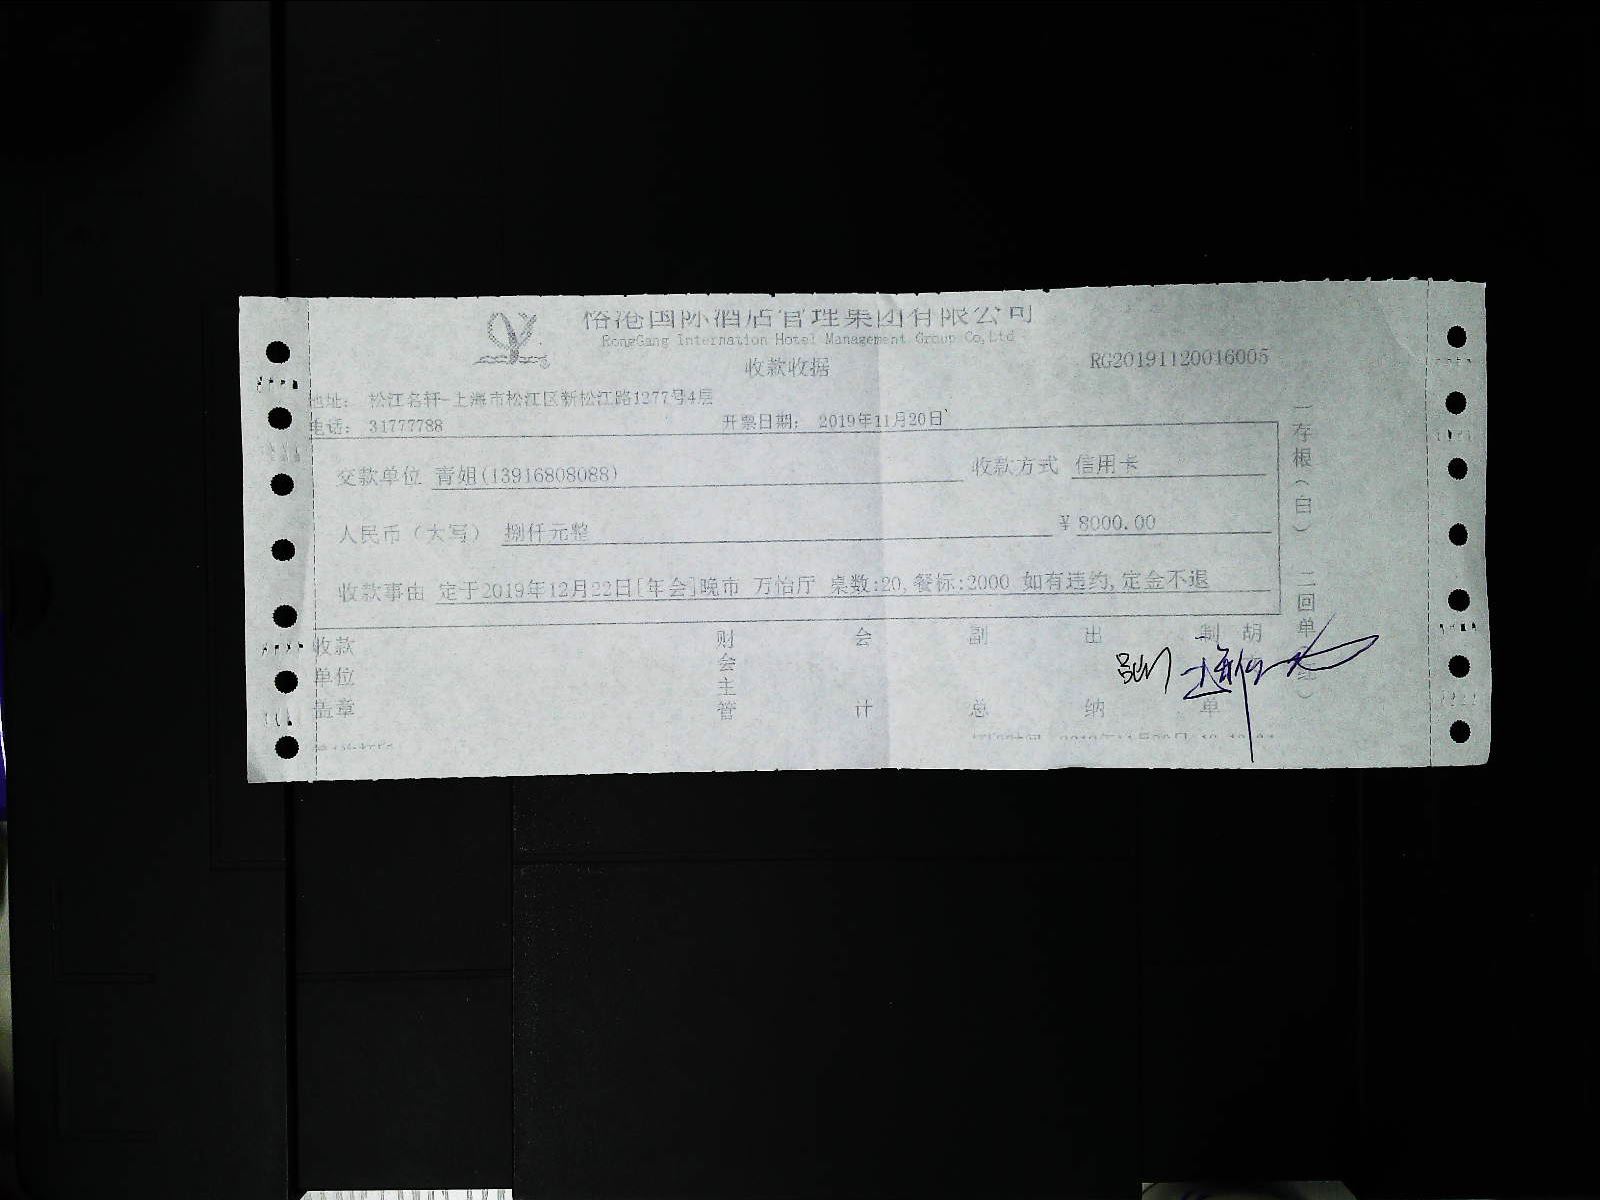 港国际酒店管理集团有限公司
RongGang Internation Hotel Management Group Co,Ltd
收款收据
RG20191120016005
地址： 松江名轩-上海市松江区新松江路1277号4层
电话： 31777788
开票日期： 2019年11月20日
交款单位 青姐(13916808088) 收款方式 信用卡
人民币（大写） 捌仟元整 ¥ 8000.00
收款事由 定于2019年12月22日[年会]晚市 万怡厅 桌数:20,餐标:2000 如有违约,定金不退
收款单位盖章
财会主管
会计
副总
出纳
制单
胡
一存根（白） 二回单